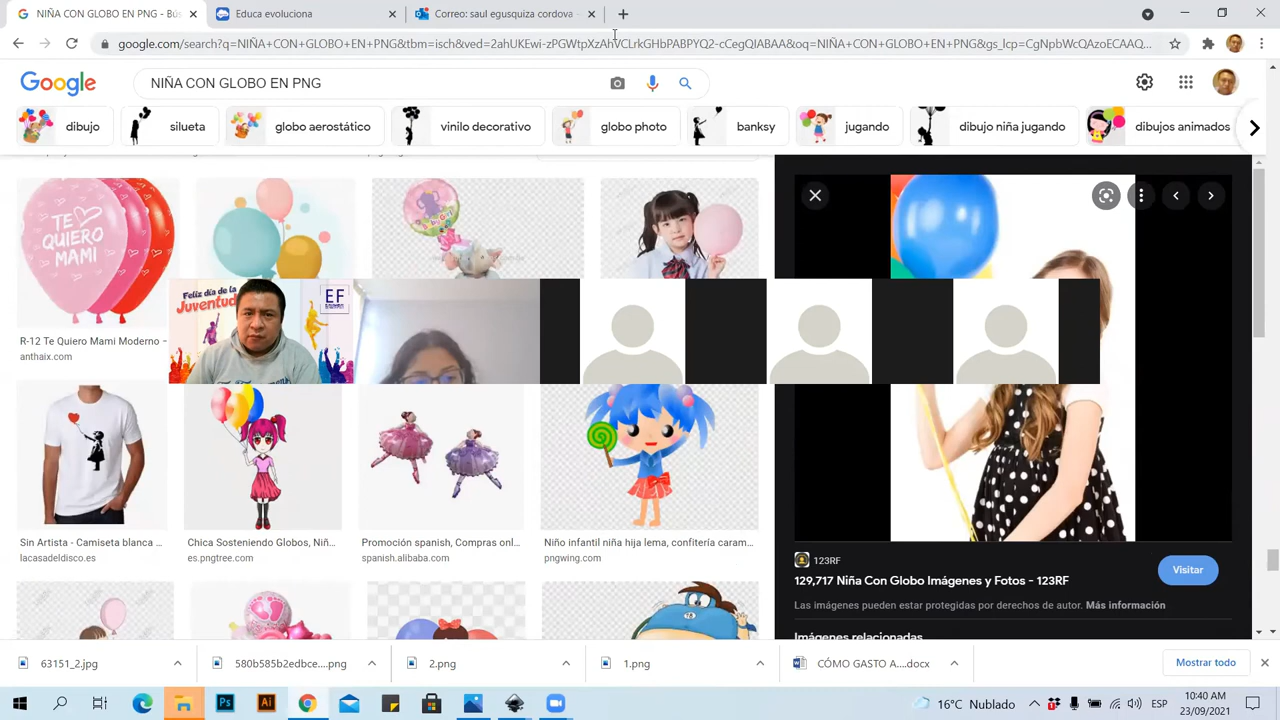 NIÑA CON GLOBO EN PNG - Bús
Educa evoluciona
Correo: saul egusquiza cordova -
google.com/search?q=NIÑA+CON+GLOBO+EN+PNG&tbm=isch&ved=2ahUKEwi-zPGWtpXzAhVCLrkGHbPABPYQ2-cCegQIABAA&oq=NIÑA+CON+GLOBO+EN+PNG&gs_lcp=CgNpbWcQAzoECAAQ...
Google
NIÑA CON GLOBO EN PNG
dibujo
silueta
globo aerostático
vinilo decorativo
globo photo
banksy
jugando
dibujo niña jugando
dibujos animados
TE
QUIERO
MAMI
Feliz día de la
Juventud
EF
R-12 Te Quiero Mami Moderno –
anthaix.com
Sin Artista - Camiseta blanca ...
lacasadeldisco.es
Chica Sosteniendo Globos, Niñ...
es.pngtree.com
Promoción spanish, Compras onl...
spanish.alibaba.com
Niño infantil niña hija lema, confitería caram...
pngwing.com
123RF
129,717 Niña Con Globo Imágenes y Fotos - 123RF
Visitar
Las imágenes pueden estar protegidas por derechos de autor. Más información
Imágenes relacionadas
63151_2.jpg
580b585b2edbce....png
2.png
1.png
CÓMO GASTO A....docx
Mostrar todo
16°C Nublado
ESP
10:40 AM
23/09/2021